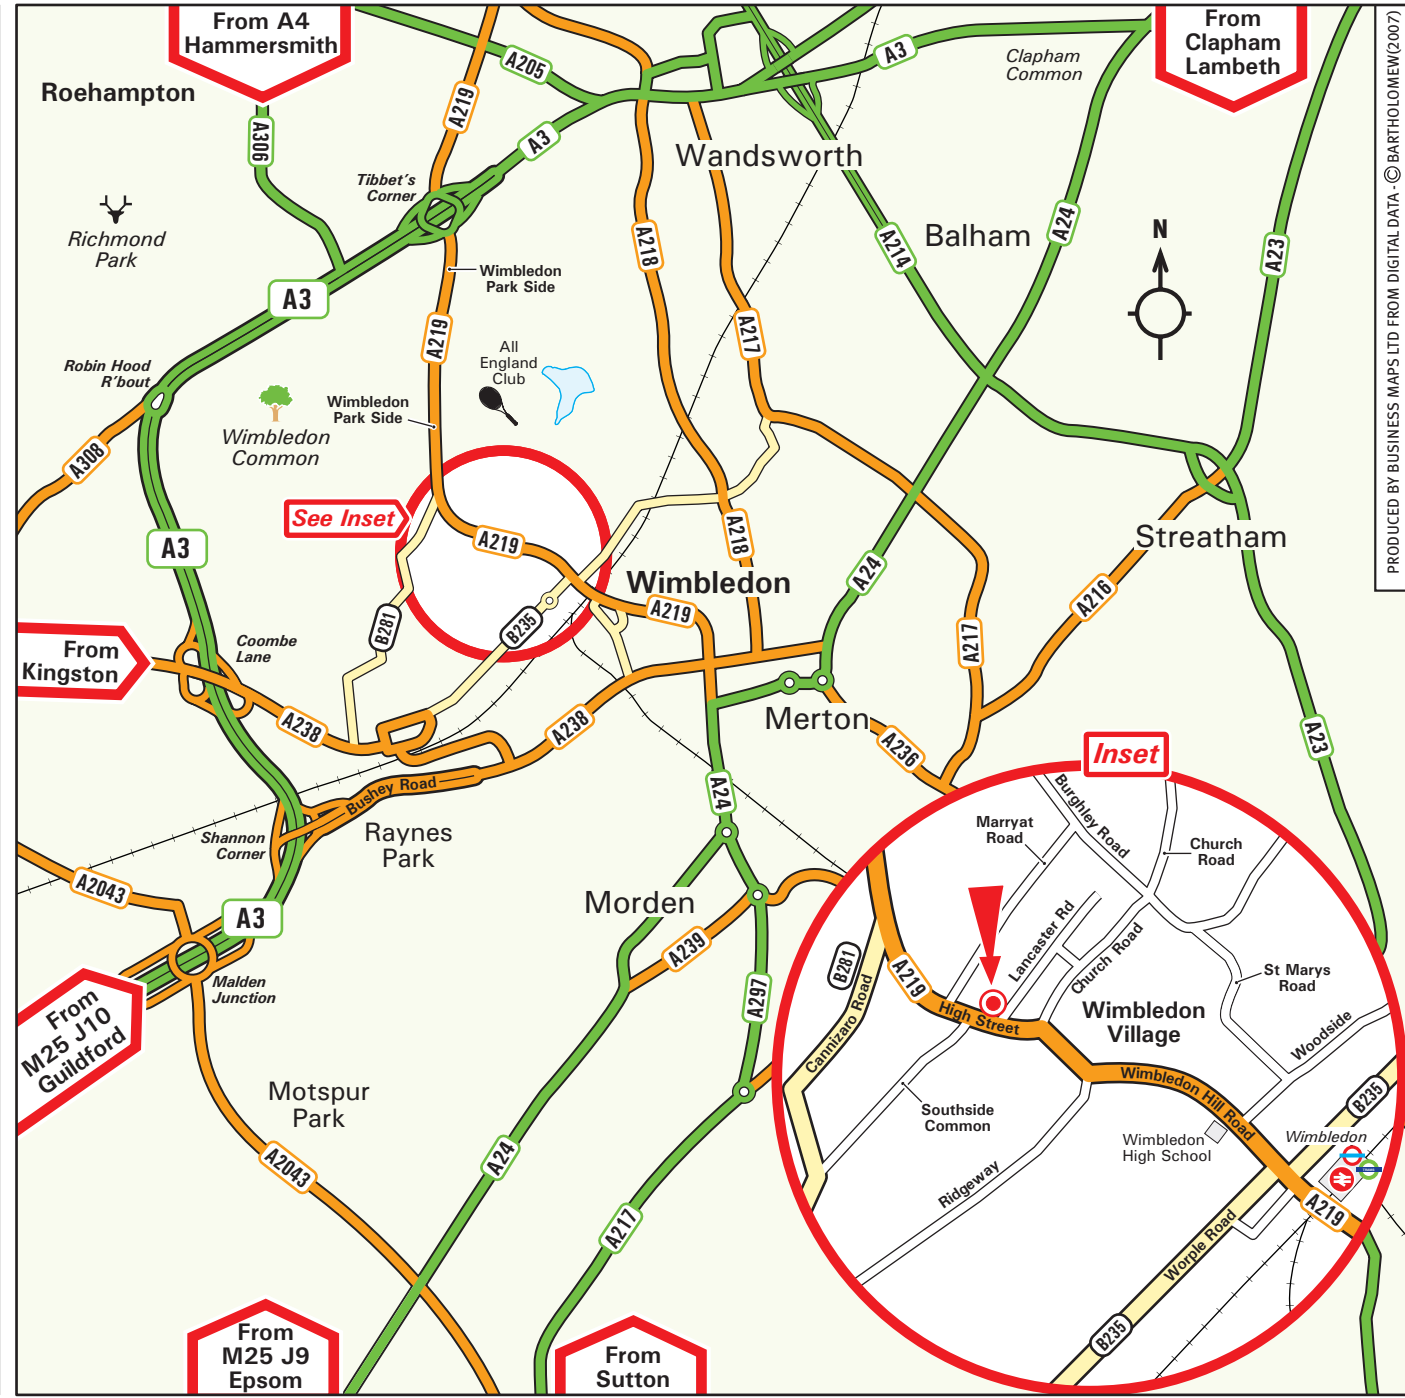 From A4
Hammersmith
From
Clapham
Lambeth
PRODUCED BY BUSINESS MAPS LTD FROM DIGITAL DATA - © BARTHOLOMEW(2007)
A205
A219
A3
Clapham
Common
Roehampton
A306
A3
Wandsworth
Tibbet's
Corner
Richmond
Park
A218
A214
Balham
A24
A23
N
Wimbledon
Park Side
A3
A219
A217
All
England
Club
Robin Hood
R'bout
Wimbledon
Park Side
Wimbledon
Common
A308
See Inset
A3
A219
A218
Streatham
Wimbledon
A24
A216
A219
B281
B235
A217
From
Kingston
Coombe
Lane
A238
A238
Merton
A236
A23
Inset
Bushey Road
A24
Shannon
Corner
Raynes
Park
A2043
A3
Morden
A239
A297
Malden
Junction
From
M25 J10
Guildford
Motspur
Park
A2043
A24
A217
From
M25 J9
Epsom
From
Sutton
Marryat
Road
Burghley Road
Church
Road
Lancaster Rd
Church Road
B281
A219
Cannizaro Road
High Street
Wimbledon
Village
St Marys
Road
Woodside
Wimbledon Hill Road
B235
Southside
Common
Wimbledon
High School
Wimbledon
Ridgeway
A219
Worple Road
B235